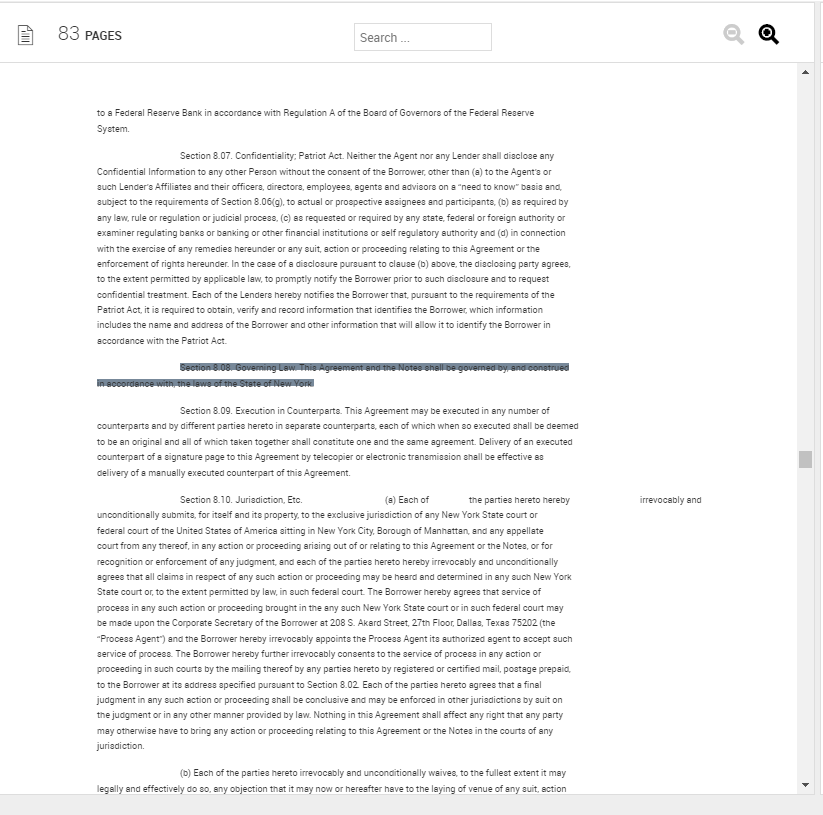 83 PAGES
Search ...
to a Federal Reserve Bank in accordance with Regulation A of the Board of Governors of the Federal Reserve
System.
Section 8.07. Confidentiality; Patriot Act. Neither the Agent nor any Lender shall disclose any
Confidential Information to any other Person without the consent of the Borrower, other than (a) to the Agent's or
such Lender's Affiliates and their officers, directors, employees, agents and advisors on a "need to know" basis and,
subject to the requirements of Section 8.06(g), to actual or prospective assignees and participants, (b) as required by
any law, rule or regulation or judicial process, (c) as requested or required by any state, federal or foreign authority or
examiner regulating banks or banking or other financial institutions or self regulatory authority and (d) in connection
with the exercise of any remedies hereunder or any suit, action or proceeding relating to this Agreement or the
enforcement of rights hereunder. In the case of a disclosure pursuant to clause (b) above, the disclosing party agrees,
to the extent permitted by applicable law, to promptly notify the Borrower prior to such disclosure and to request
confidential treatment. Each of the Lenders hereby notifies the Borrower that, pursuant to the requirements of the
Patriot Act, it is required to obtain, verify and record information that identifies the Borrower, which information
includes the name and address of the Borrower and other information that will allow it to identify the Borrower in
accordance with the Patriot Act.
Section 8.08. Governing Law. This Agreement and the Notes shall be governed by, and construed
in accordance with, the laws of the State of New York.
Section 8.09. Execution in Counterparts. This Agreement may be executed in any number of
counterparts and by different parties hereto in separate counterparts, each of which when so executed shall be deemed
to be an original and all of which taken together shall constitute one and the same agreement. Delivery of an executed
counterpart of a signature page to this Agreement by telecopier or electronic transmission shall be effective as
delivery of a manually executed counterpart of this Agreement.
Section 8.10. Jurisdiction, Etc. (a) Each of the parties hereto hereby irrevocably and
unconditionally submits, for itself and its property, to the exclusive jurisdiction of any New York State court or
federal court of the United States of America sitting in New York City, Borough of Manhattan, and any appellate
court from any thereof, in any action or proceeding arising out of or relating to this Agreement or the Notes, or for
recognition or enforcement of any judgment, and each of the parties hereto hereby irrevocably and unconditionally
agrees that all claims in respect of any such action or proceeding may be heard and determined in any such New York
State court or, to the extent permitted by law, in such federal court. The Borrower hereby agrees that service of
process in any such action or proceeding brought in the any such New York State court or in such federal court may
be made upon the Corporate Secretary of the Borrower at 208 S. Akard Street, 27th Floor, Dallas, Texas 75202 (the
"Process Agent") and the Borrower hereby irrevocably appoints the Process Agent its authorized agent to accept such
service of process. The Borrower hereby further irrevocably consents to the service of process in any action or
proceeding in such courts by the mailing thereof by any parties hereto by registered or certified mail, postage prepaid,
to the Borrower at its address specified pursuant to Section 8.02. Each of the parties hereto agrees that a final
judgment in any such action or proceeding shall be conclusive and may be enforced in other jurisdictions by suit on
the judgment or in any other manner provided by law. Nothing in this Agreement shall affect any right that any party
may otherwise have to bring any action or proceeding relating to this Agreement or the Notes in the courts of any
jurisdiction.
(b) Each of the parties hereto irrevocably and unconditionally waives, to the fullest extent it may
legally and effectively do so, any objection that it may now or hereafter have to the laying of venue of any suit, action